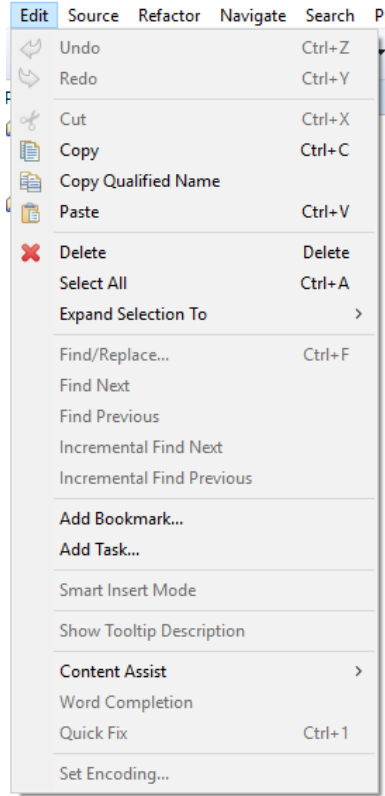 Edit Source Refactor Navigate Search P
Undo Ctrl+Z
Redo Ctrl+Y
Cut Ctrl+X
Copy Ctrl+C
Copy Qualified Name
Paste Ctrl+V
Delete Delete
Select All Ctrl+A
Expand Selection To
Find/Replace... Ctrl+F
Find Next
Find Previous
Incremental Find Next
Incremental Find Previous
Add Bookmark...
Add Task...
Smart Insert Mode
Show Tooltip Description
Content Assist
Word Completion
Quick Fix Ctrl+1
Set Encoding...